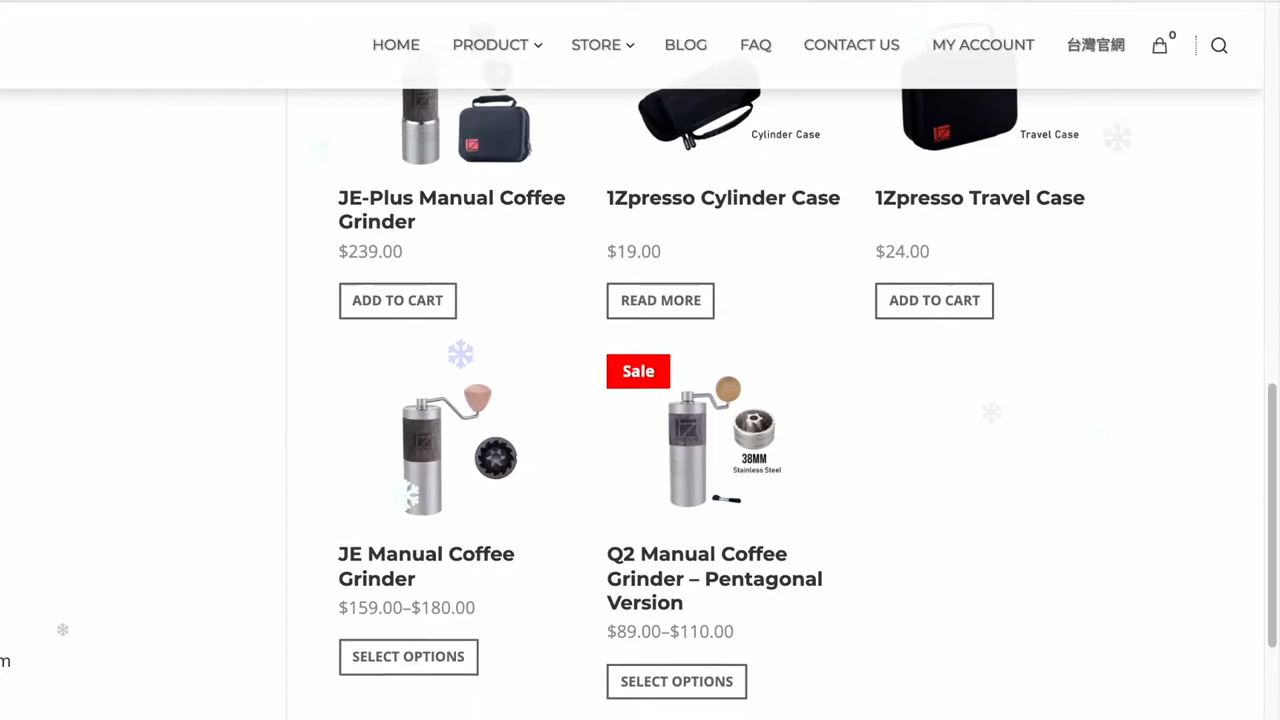 HOME PRODUCT STORE BLOG FAQ CONTACT US MY ACCOUNT 台灣官網 0
Cylinder Case
Travel Case
JE-Plus Manual Coffee
Grinder
$239.00
ADD TO CART
1Zpresso Cylinder Case
$19.00
READ MORE
1Zpresso Travel Case
$24.00
ADD TO CART
JE Manual Coffee
Grinder
$159.00–$180.00
SELECT OPTIONS
Sale
38MM
Stainless Steel
Q2 Manual Coffee
Grinder – Pentagonal
Version
$89.00–$110.00
SELECT OPTIONS
m